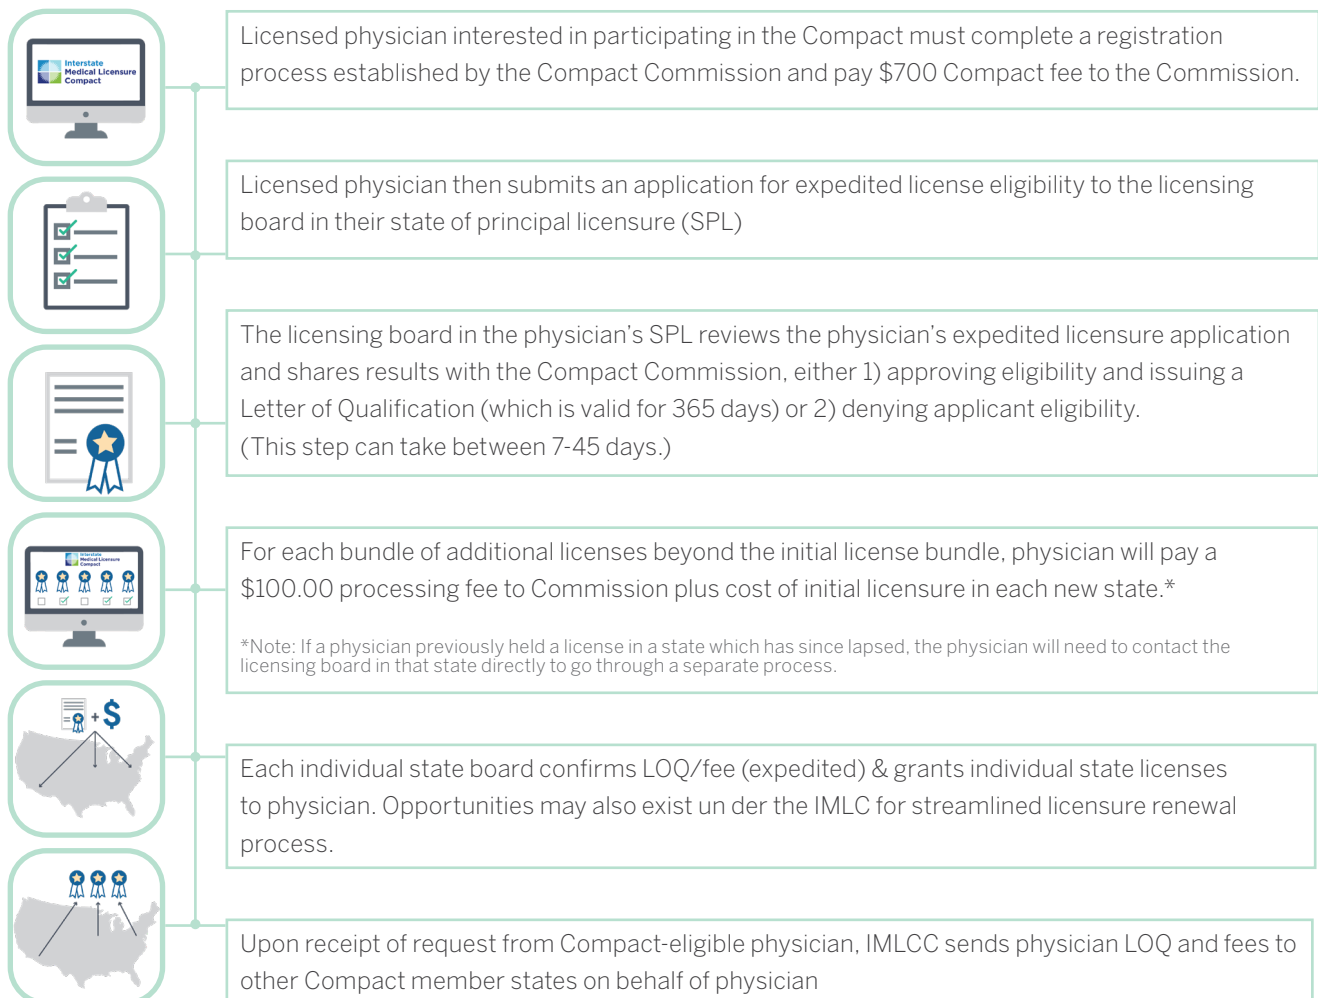 Interstate
Medical Licensure
Compact
Licensed physician interested in participating in the Compact must complete a registration
process established by the Compact Commission and pay $700 Compact fee to the Commission.
Licensed physician then submits an application for expedited license eligibility to the licensing
board in their state of principal licensure (SPL)
The licensing board in the physician’s SPL reviews the physician’s expedited licensure application
and shares results with the Compact Commission, either 1) approving eligibility and issuing a
Letter of Qualification (which is valid for 365 days) or 2) denying applicant eligibility.
(This step can take between 7-45 days.)
Interstate
Medical Licensure
Compact
For each bundle of additional licenses beyond the initial license bundle, physician will pay a
$100.00 processing fee to Commission plus cost of initial licensure in each new state.*
*Note: If a physician previously held a license in a state which has since lapsed, the physician will need to contact the
licensing board in that state directly to go through a separate process.
+ $
Each individual state board confirms LOQ/fee (expedited) & grants individual state licenses
to physician. Opportunities may also exist un der the IMLC for streamlined licensure renewal
process.
Upon receipt of request from Compact-eligible physician, IMLCC sends physician LOQ and fees to
other Compact member states on behalf of physician